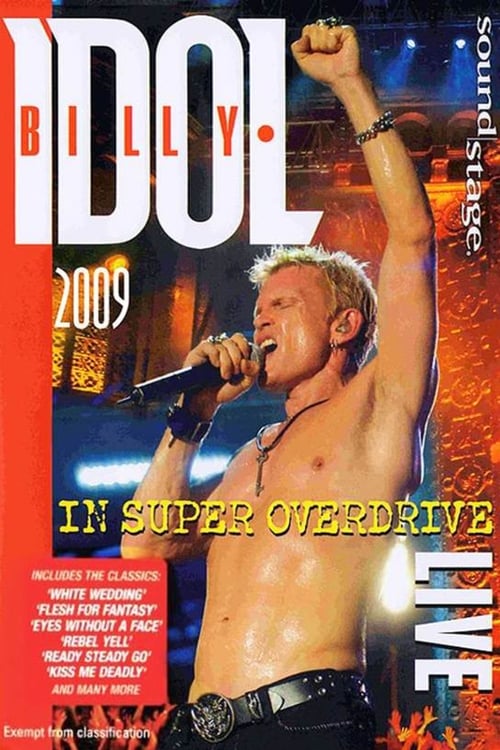 IDOL
BILLY•
soundstage.
2009
IN SUPER OVERDRIVE
LIVE
INCLUDES THE CLASSICS:
'WHITE WEDDING'
'FLESH FOR FANTASY'
'EYES WITHOUT A FACE'
'REBEL YELL'
'READY STEADY GO'
'KISS ME DEADLY'
AND MANY MORE
Exempt from classification